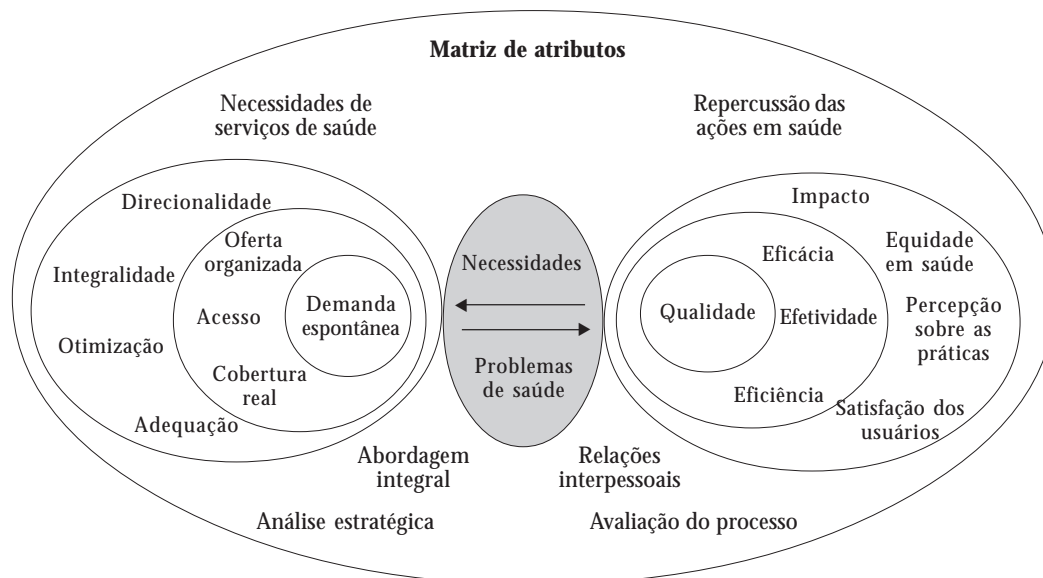 Matriz de atributos
Necessidades de
serviços de saúde
Repercussão das
ações em saúde
Direcionalidade
Oferta
organizada
Integralidade
Acesso
Demanda
espontânea
Otimização
Cobertura
real
Adequação
Necessidades
Problemas
de saúde
Impacto
Eficácia
Equidade
em saúde
Qualidade
Efetividade
Percepção
sobre as
práticas
Eficiência
Satisfação dos
usuários
Abordagem
integral
Relações
interpessoais
Análise estratégica
Avaliação do processo